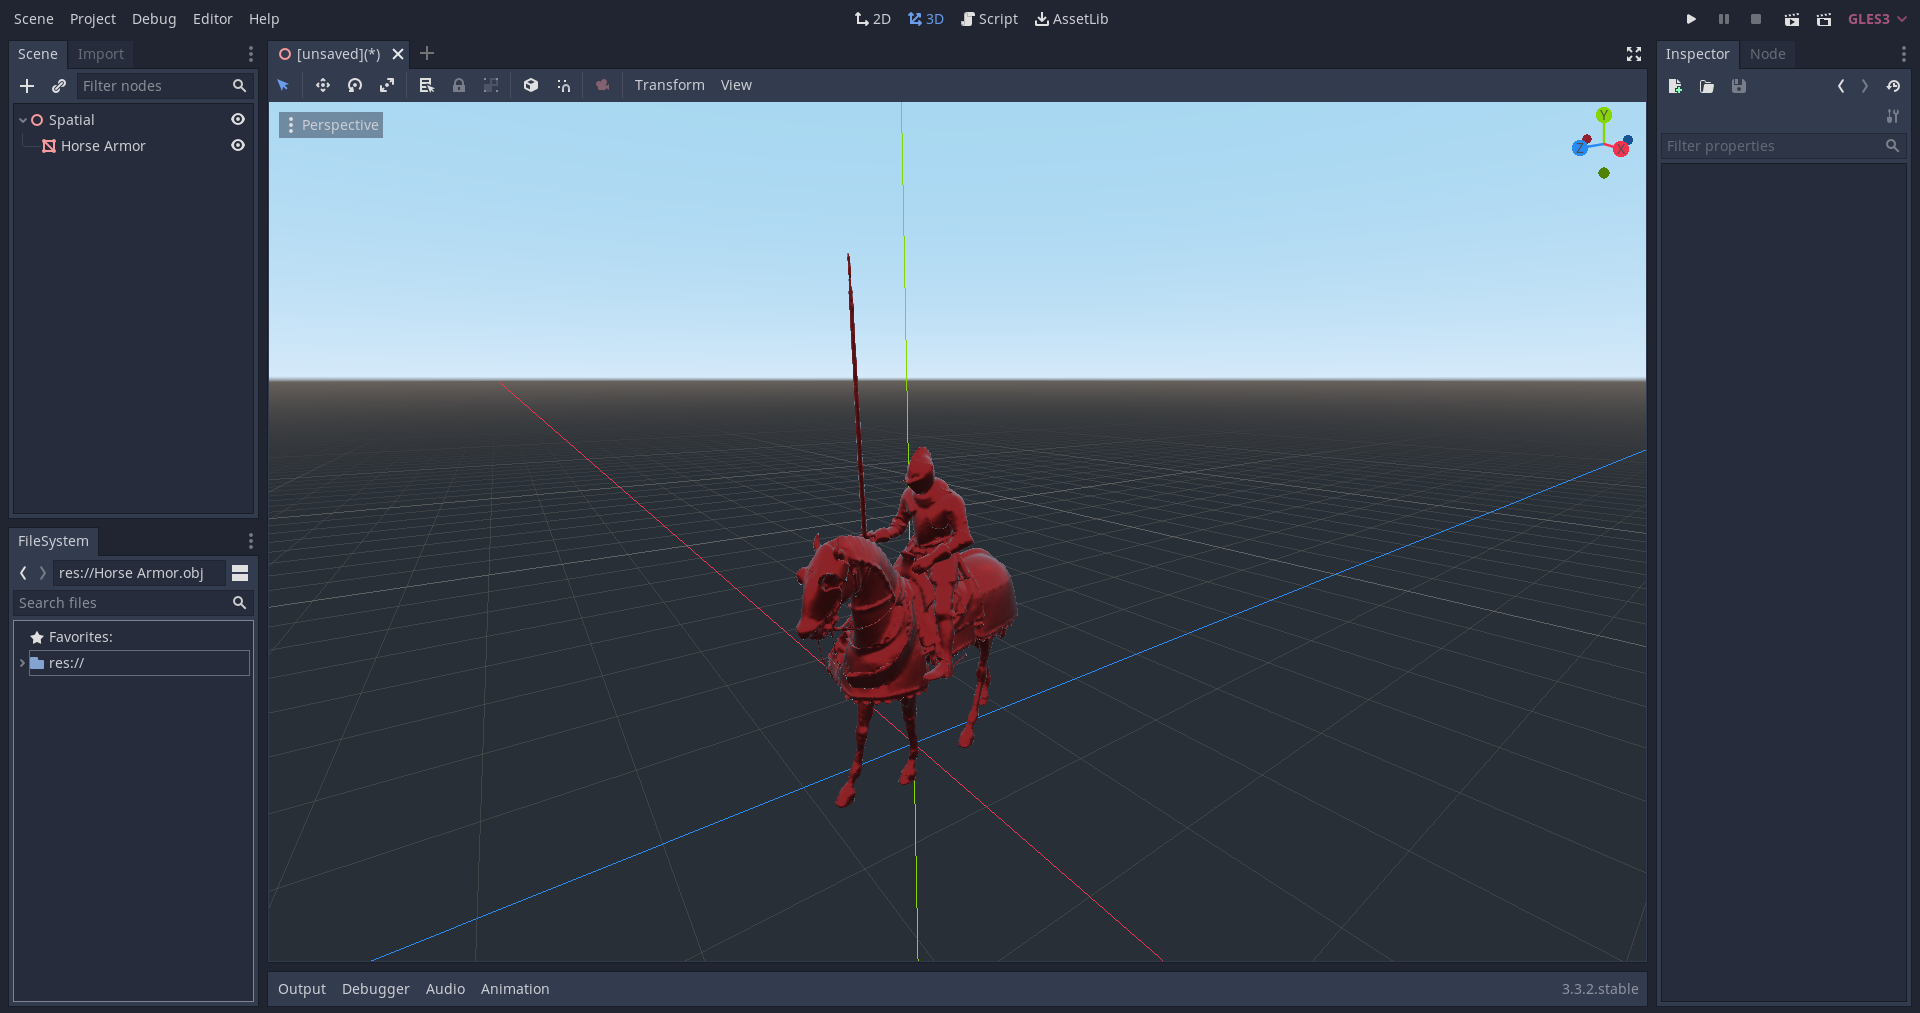 Scene Project Debug Editor Help
2D 3D Script AssetLib
GLES3
Scene Import
Filter nodes
Spatial
Horse Armor
FileSystem
res://Horse Armor.obj
Search files
Favorites:
res://
[unsaved](*)
Transform View
Perspective
Y
Z
X
Output Debugger Audio Animation
3.3.2.stable
Inspector Node
Filter properties